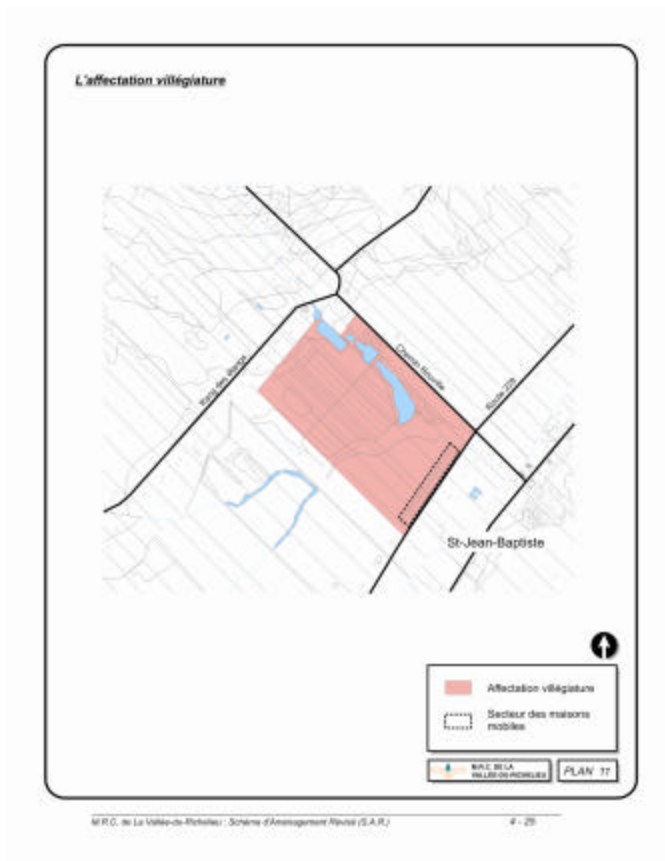 L'affectation villégiature
Rang des étangs
Chemin Rouville
Route 229
St-Jean-Baptiste
Affectation villégiature
Secteur des maisons
mobiles
M.R.C. DE LA
VALLÉE-DU-RICHELIEU
PLAN 11
M.R.C. de La Vallée-du-Richelieu : Schéma d'Aménagement Révisé (S.A.R.)
4 - 25